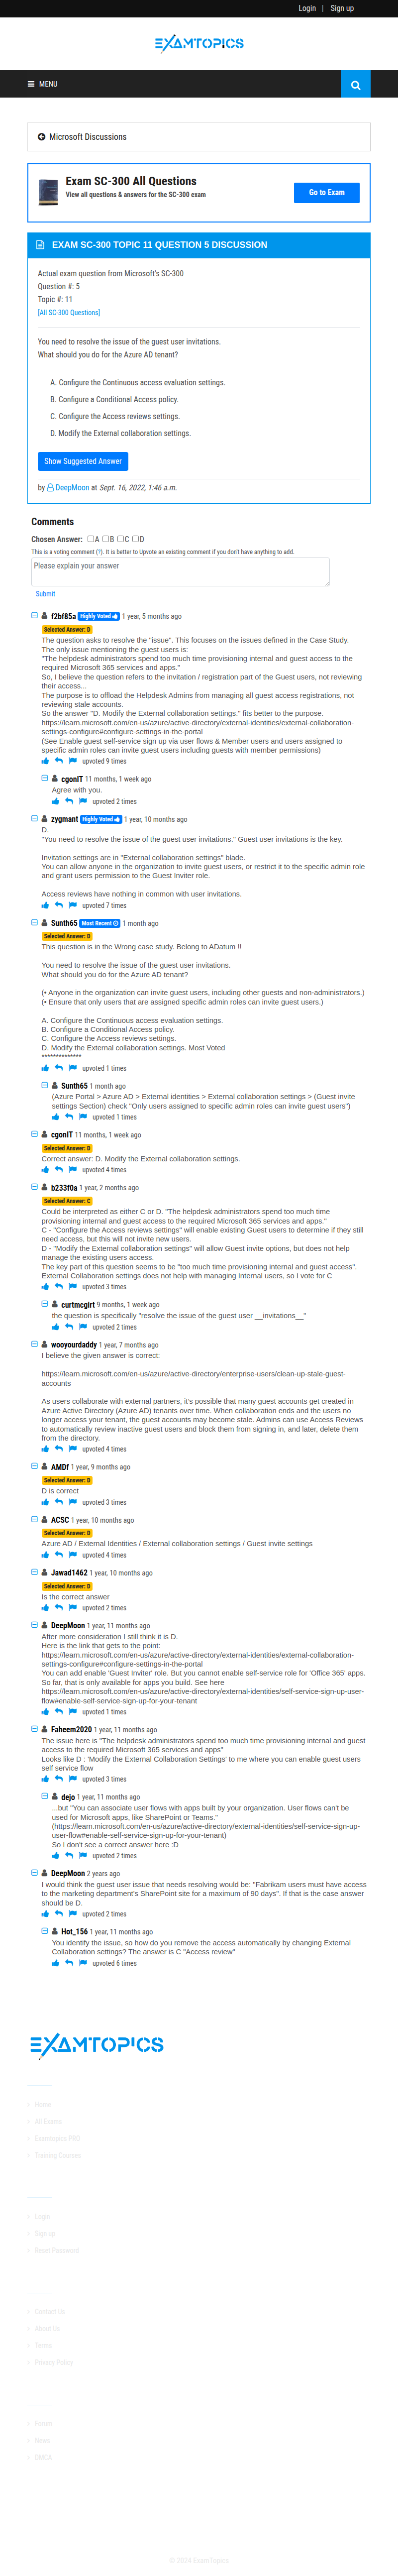 Login | Sign up
EXAMTOPICS
MENU
Microsoft Discussions
Exam SC-300 All Questions
View all questions & answers for the SC-300 exam
Go to Exam
EXAM SC-300 TOPIC 11 QUESTION 5 DISCUSSION
Actual exam question from Microsoft's SC-300
Question #: 5
Topic #: 11
[All SC-300 Questions]
You need to resolve the issue of the guest user invitations.
What should you do for the Azure AD tenant?
A. Configure the Continuous access evaluation settings.
B. Configure a Conditional Access policy.
C. Configure the Access reviews settings.
D. Modify the External collaboration settings.
Show Suggested Answer
by DeepMoon at Sept. 16, 2022, 1:46 a.m.
Comments
Chosen Answer: A B C D
This is a voting comment (?). It is better to Upvote an existing comment if you don't have anything to add.
Please explain your answer
Submit
f2bf85a Highly Voted 1 year, 5 months ago
Selected Answer: D
The question asks to resolve the "issue". This focuses on the issues defined in the Case Study.
The only issue mentioning the guest users is:
"The helpdesk administrators spend too much time provisioning internal and guest access to the
required Microsoft 365 services and apps."
So, I believe the question refers to the invitation / registration part of the Guest users, not reviewing
their access...
The purpose is to offload the Helpdesk Admins from managing all guest access registrations, not
reviewing stale accounts.
So the answer "D. Modify the External collaboration settings." fits better to the purpose.
https://learn.microsoft.com/en-us/azure/active-directory/external-identities/external-collaboration-
settings-configure#configure-settings-in-the-portal
(See Enable guest self-service sign up via user flows & Member users and users assigned to
specific admin roles can invite guest users including guests with member permissions)
upvoted 9 times
cgonIT 11 months, 1 week ago
Agree with you.
upvoted 2 times
zygmant Highly Voted 1 year, 10 months ago
D.
"You need to resolve the issue of the guest user invitations." Guest user invitations is the key.
Invitation settings are in "External collaboration settings" blade.
You can allow anyone in the organization to invite guest users, or restrict it to the specific admin role
and grant users permission to the Guest Inviter role.
Access reviews have nothing in common with user invitations.
upvoted 7 times
Sunth65 Most Recent 1 month ago
Selected Answer: D
This question is in the Wrong case study. Belong to ADatum !!
You need to resolve the issue of the guest user invitations.
What should you do for the Azure AD tenant?
(• Anyone in the organization can invite guest users, including other guests and non-administrators.)
(• Ensure that only users that are assigned specific admin roles can invite guest users.)
A. Configure the Continuous access evaluation settings.
B. Configure a Conditional Access policy.
C. Configure the Access reviews settings.
D. Modify the External collaboration settings. Most Voted
**************
upvoted 1 times
Sunth65 1 month ago
(Azure Portal > Azure AD > External identities > External collaboration settings > (Guest invite
settings Section) check "Only users assigned to specific admin roles can invite guest users")
upvoted 1 times
cgonIT 11 months, 1 week ago
Selected Answer: D
Correct answer: D. Modify the External collaboration settings.
upvoted 4 times
b233f0a 1 year, 2 months ago
Selected Answer: C
Could be interpreted as either C or D. "The helpdesk administrators spend too much time
provisioning internal and guest access to the required Microsoft 365 services and apps."
C - "Configure the Access reviews Settings" will enable existing Guest users to determine if they still
need access, but this will not invite new users.
D - "Modify the External collaboration settings" will allow Guest invite options, but does not help
manage the existing users access.
The key part of this question seems to be "too much time provisioning internal and guest access".
External Collaboration settings does not help with managing Internal users, so I vote for C
upvoted 3 times
curtmcgirt 9 months, 1 week ago
the question is specifically "resolve the issue of the guest user __invitations__"
upvoted 2 times
wooyourdaddy 1 year, 7 months ago
I believe the given answer is correct:
https://learn.microsoft.com/en-us/azure/active-directory/enterprise-users/clean-up-stale-guest-
accounts
As users collaborate with external partners, it's possible that many guest accounts get created in
Azure Active Directory (Azure AD) tenants over time. When collaboration ends and the users no
longer access your tenant, the guest accounts may become stale. Admins can use Access Reviews
to automatically review inactive guest users and block them from signing in, and later, delete them
from the directory.
upvoted 4 times
AMDf 1 year, 9 months ago
Selected Answer: D
D is correct
upvoted 3 times
ACSC 1 year, 10 months ago
Selected Answer: D
Azure AD / External Identities / External collaboration settings / Guest invite settings
upvoted 4 times
Jawad1462 1 year, 10 months ago
Selected Answer: D
Is the correct answer
upvoted 2 times
DeepMoon 1 year, 11 months ago
After more consideration I still think it is D.
Here is the link that gets to the point:
https://learn.microsoft.com/en-us/azure/active-directory/external-identities/external-collaboration-
settings-configure#configure-settings-in-the-portal
You can add enable 'Guest Inviter' role. But you cannot enable self-service role for 'Office 365' apps.
So far, that is only available for apps you build. See here
https://learn.microsoft.com/en-us/azure/active-directory/external-identities/self-service-sign-up-user-
flow#enable-self-service-sign-up-for-your-tenant
upvoted 1 times
Faheem2020 1 year, 11 months ago
The issue here is "The helpdesk administrators spend too much time provisioning internal and guest
access to the required Microsoft 365 services and apps"
Looks like D : 'Modify the External Collaboration Settings' to me where you can enable guest users
self service flow
upvoted 3 times
dejo 1 year, 11 months ago
...but "You can associate user flows with apps built by your organization. User flows can't be
used for Microsoft apps, like SharePoint or Teams."
(https://learn.microsoft.com/en-us/azure/active-directory/external-identities/self-service-sign-up-
user-flow#enable-self-service-sign-up-for-your-tenant)
So I don't see a correct answer here :D
upvoted 2 times
DeepMoon 2 years ago
I would think the guest user issue that needs resolving would be: "Fabrikam users must have access
to the marketing department's SharePoint site for a maximum of 90 days". If that is the case answer
should be D.
upvoted 2 times
Hot_156 1 year, 11 months ago
You identify the issue, so how do you remove the access automatically by changing External
Collaboration settings? The answer is C "Access review"
upvoted 6 times
EXAMTOPICS
Home
All Exams
Examtopics PRO
Training Courses
Login
Sign up
Reset Password
Contact Us
About Us
Terms
Privacy Policy
Forum
News
DMCA
© 2024 ExamTopics